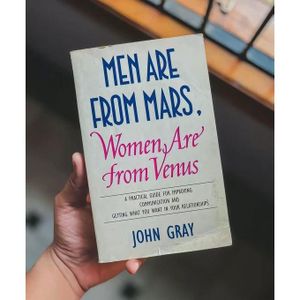 MEN ARE
FROM MARS,
Women Are
from Venus
A PRACTICAL GUIDE FOR IMPROVING
COMMUNICATION AND
GETTING WHAT YOU WANT IN YOUR RELATIONSHIPS
JOHN GRAY